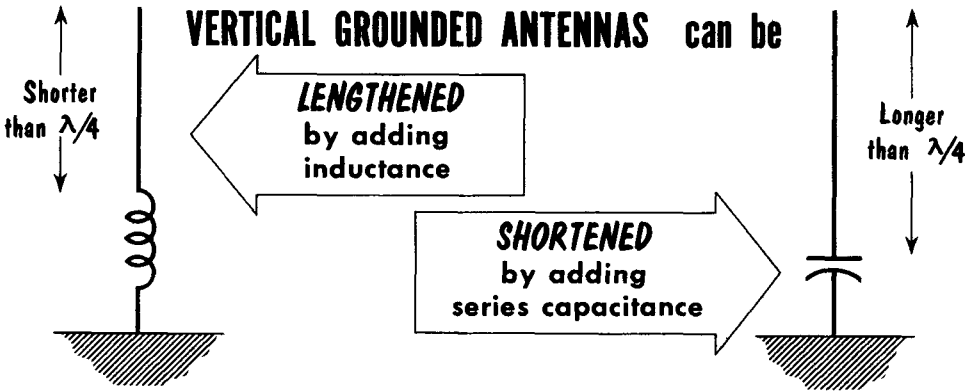 VERTICAL GROUNDED ANTENNAS can be
Shorter
than λ/4
LENGTHENED
by adding
inductance
Longer
than λ/4
SHORTENED
by adding
series capacitance